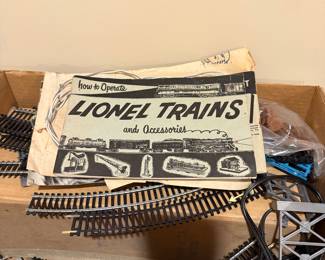 how to Operate
LIONEL TRAINS
and Accessories